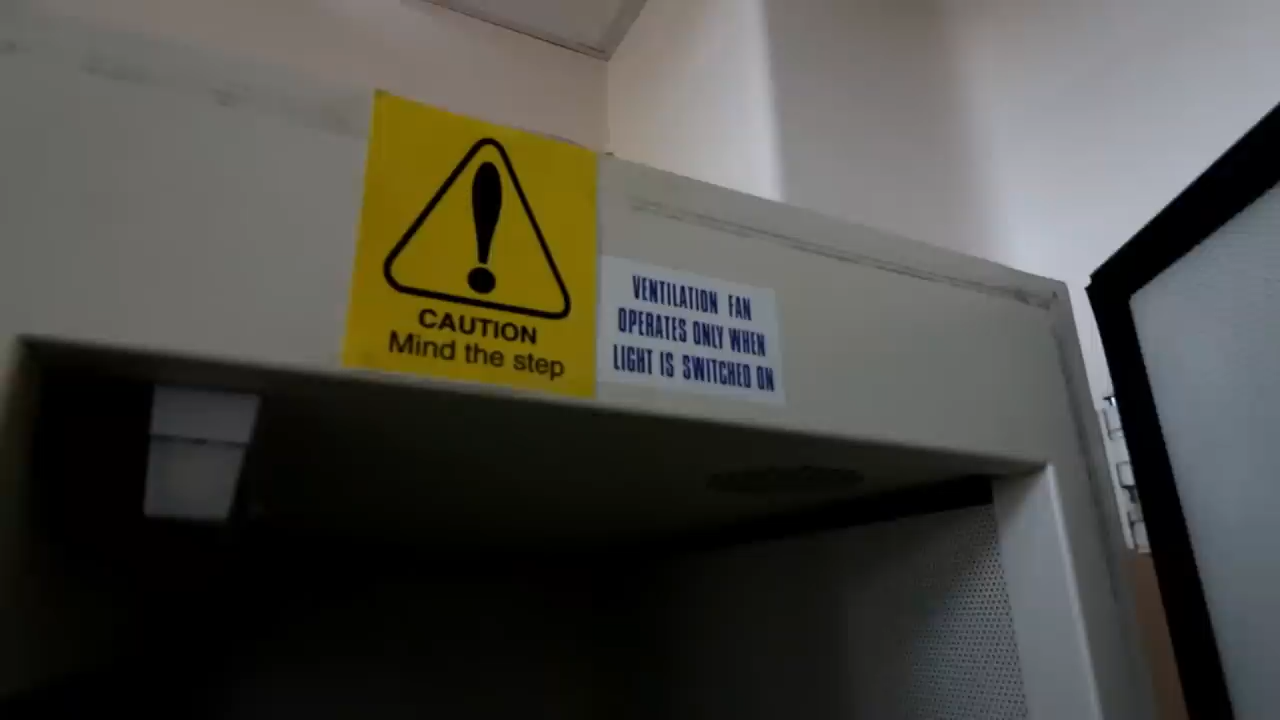 CAUTION
Mind the step
VENTILATION FAN
OPERATES ONLY WHEN
LIGHT IS SWITCHED ON